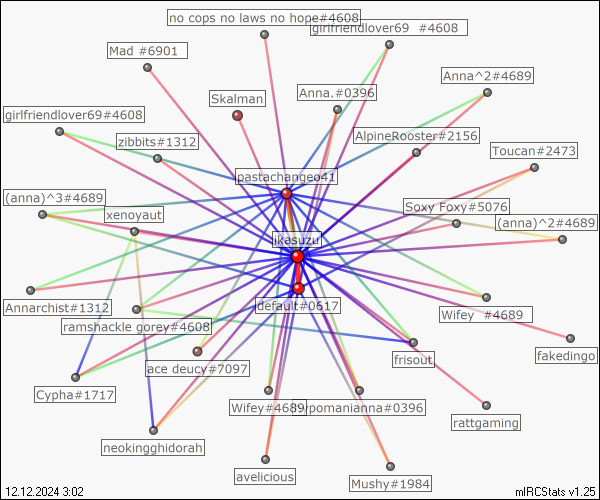 no cops no laws no hope#4608
girlfriendlover69  #4608
Mad #6901
Anna^2#4689
Skalman
Anna.#0396
girlfriendlover69#4608
zibbits#1312
AlpineRooster#2156
Toucan#2473
pastachangeo41
(anna)^3#4689
xenoyaut
Soxy Foxy#5076
(anna)^2#4689
ikasuzu
Annarchist#1312
default#0617
Wifey  #4689
ramshackle gorey#4608
frisout
fakedingo
ace deucy#7097
Cypha#1717
Wifey#4689
pomanianna#0396
rattgaming
neokingghidorah
avelicious
Mushy#1984
12.12.2024 3:02
mIRCStats v1.25